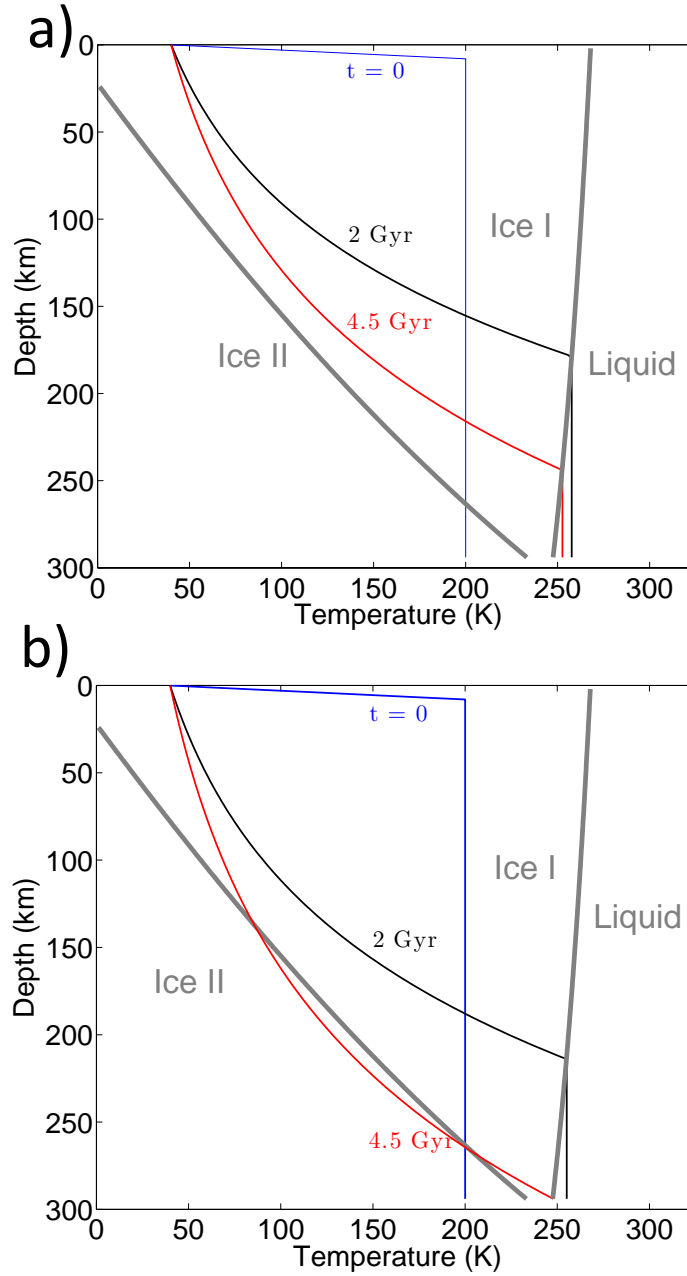 a)
0
50
100
150
200
250
300
Depth (km)
t = 0
2 Gyr
4.5 Gyr
Ice I
Ice II
Liquid
0 50 100 150 200 250 300
Temperature (K)
b)
0
50
100
150
200
250
300
Depth (km)
t = 0
2 Gyr
4.5 Gyr
Ice I
Ice II
Liquid
0 50 100 150 200 250 300
Temperature (K)